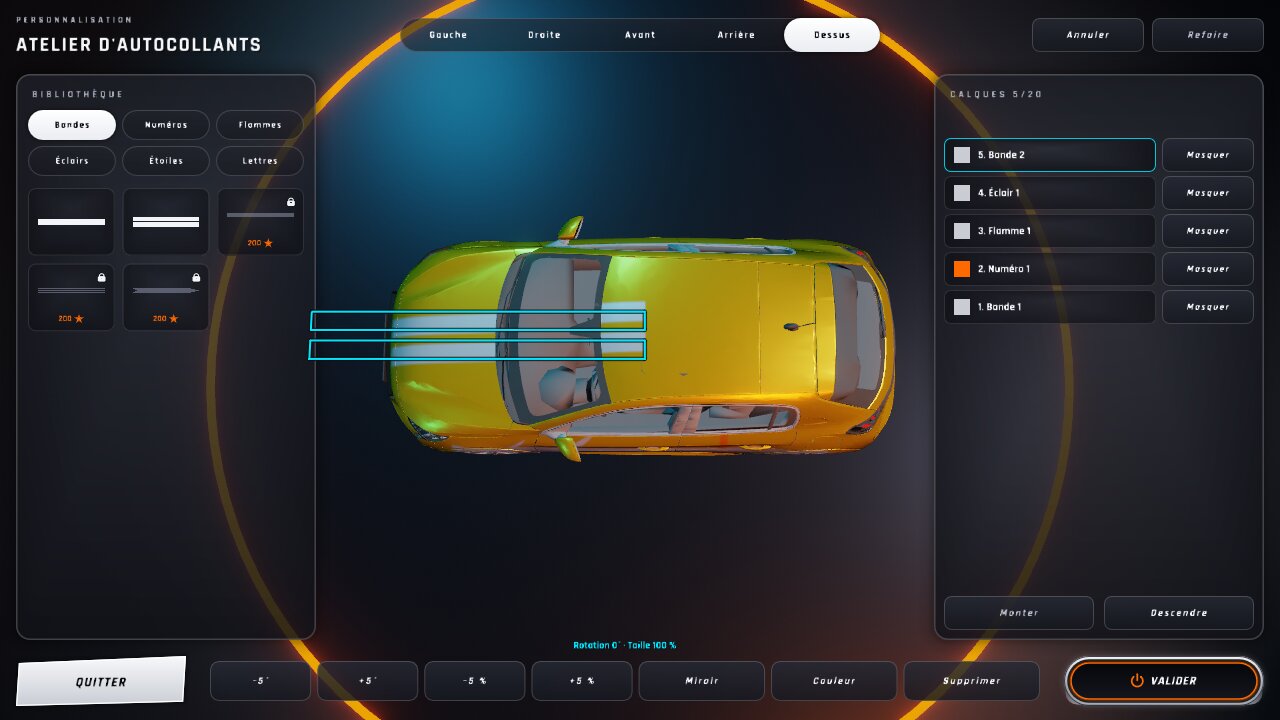 PERSONNALISATION
ATELIER D'AUTOCOLLANTS
Gauche
Droite
Avant
Arrière
Dessus
Annuler
Refaire
BIBLIOTHÈQUE
Bandes
Numéros
Flammes
Éclairs
Étoiles
Lettres
200 ★
200 ★
200 ★
CALQUES 5/20
5. Bande 2
Masquer
4. Éclair 1
Masquer
3. Flamme 1
Masquer
2. Numéro 1
Masquer
1. Bande 1
Masquer
Monter
Descendre
Rotation 0° · Taille 100 %
QUITTER
-5°
+5°
-5 %
+5 %
Miroir
Couleur
Supprimer
VALIDER